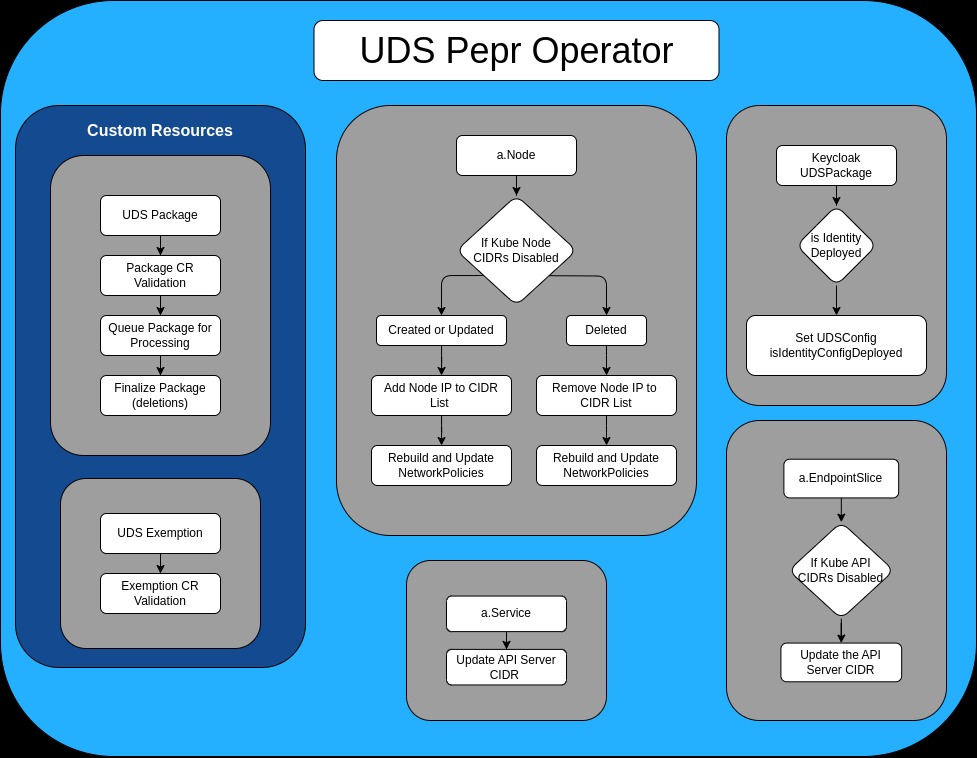 UDS Pepr Operator
Custom Resources
UDS Package
Package CR
Validation
Queue Package for
Processing
Finalize Package
(deletions)
UDS Exemption
Exemption CR
Validation
a.Node
If Kube Node
CIDRs Disabled
Created or Updated
Deleted
Add Node IP to CIDR
List
Remove Node IP to
CIDR List
Rebuild and Update
NetworkPolicies
Rebuild and Update
NetworkPolicies
a.Service
Update API Server
CIDR
Keycloak
UDSPackage
is Identity
Deployed
Set UDSConfig
isIdentityConfigDeployed
a.EndpointSlice
If Kube API
CIDRs Disabled
Update the API
Server CIDR